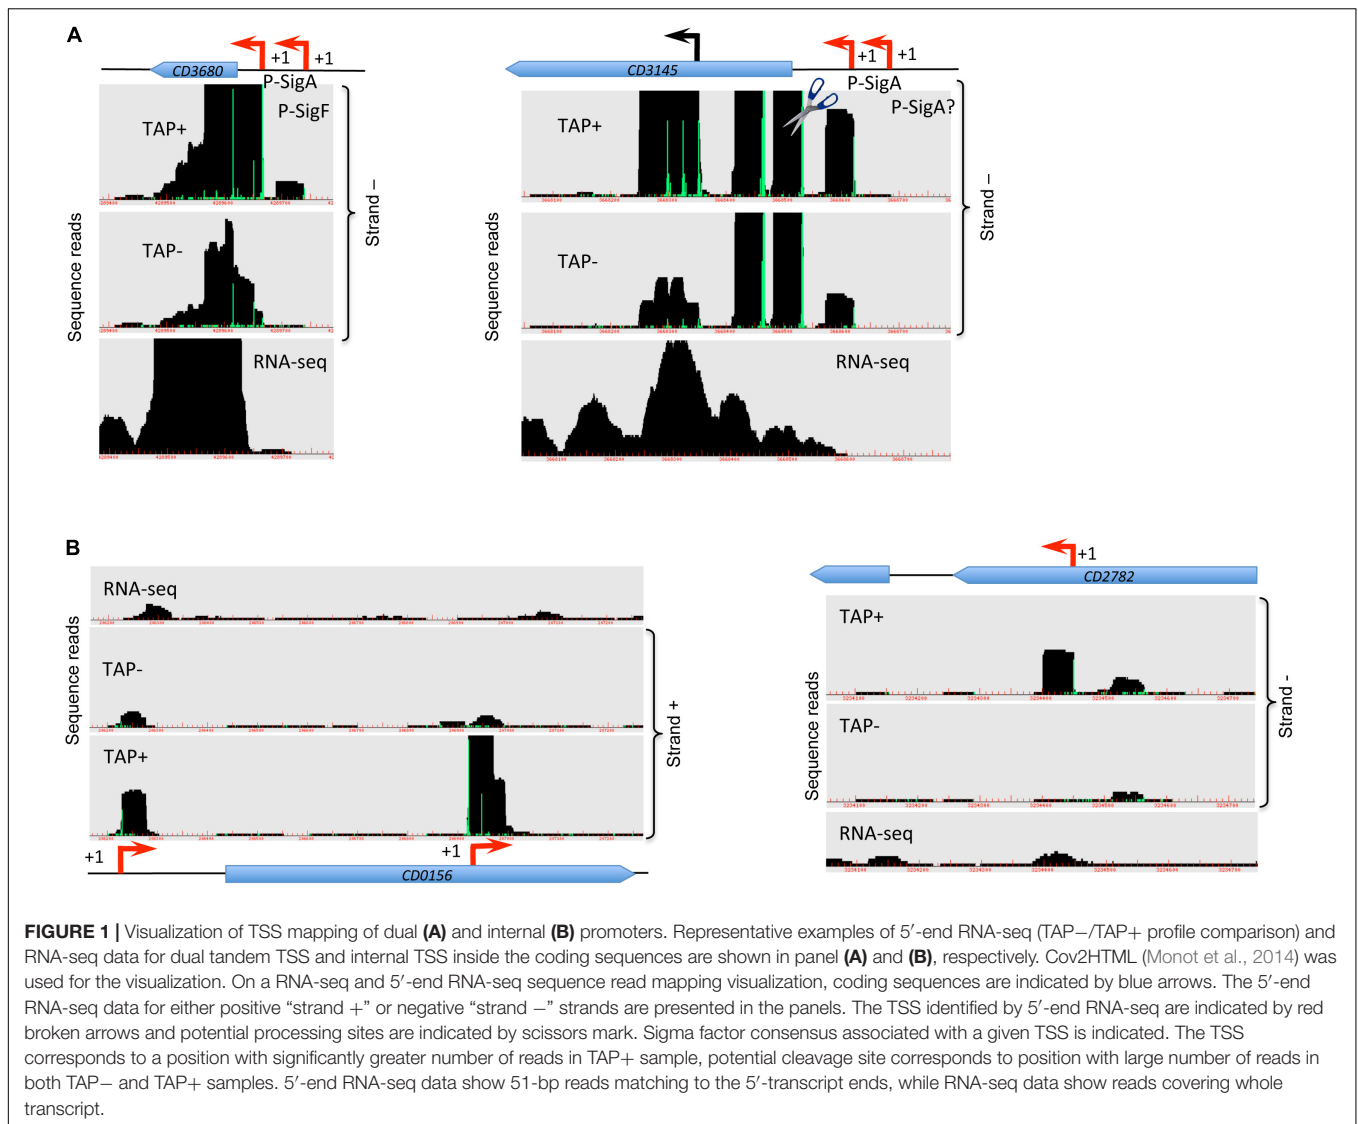 A
+1
+1
CD3680
P-SigA
P-SigF
TAP+
TAP-
RNA-seq
Sequence reads
Strand –
+1
+1
CD3145
P-SigA
P-SigA?
TAP+
TAP-
RNA-seq
Sequence reads
Strand –
B
RNA-seq
TAP-
TAP+
Sequence reads
Strand +
+1
+1
CD0156
+1
CD2782
TAP+
TAP-
RNA-seq
Sequence reads
Strand -
FIGURE 1 | Visualization of TSS mapping of dual (A) and internal (B) promoters. Representative examples of 5′-end RNA-seq (TAP−/TAP+ profile comparison) and
RNA-seq data for dual tandem TSS and internal TSS inside the coding sequences are shown in panel (A) and (B), respectively. Cov2HTML (Monot et al., 2014) was
used for the visualization. On a RNA-seq and 5′-end RNA-seq sequence read mapping visualization, coding sequences are indicated by blue arrows. The 5′-end
RNA-seq data for either positive “strand +” or negative “strand −” strands are presented in the panels. The TSS identified by 5′-end RNA-seq are indicated by red
broken arrows and potential processing sites are indicated by scissors mark. Sigma factor consensus associated with a given TSS is indicated. The TSS
corresponds to a position with significantly greater number of reads in TAP+ sample, potential cleavage site corresponds to position with large number of reads in
both TAP− and TAP+ samples. 5′-end RNA-seq data show 51-bp reads matching to the 5′-transcript ends, while RNA-seq data show reads covering whole
transcript.